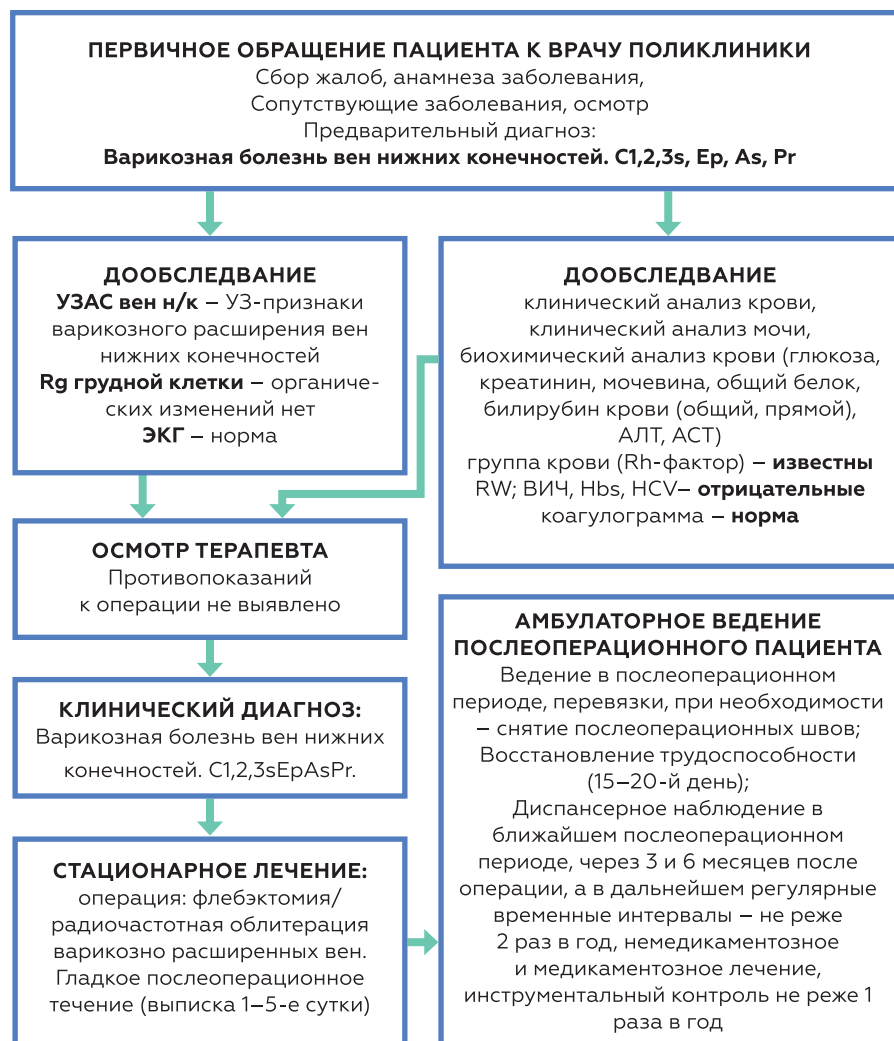 ПЕРВИЧНОЕ ОБРАЩЕНИЕ ПАЦИЕНТА К ВРАЧУ ПОЛИКЛИНИКИ
Сбор жалоб, анамнеза заболевания,
Сопутствующие заболевания, осмотр
Предварительный диагноз:
Варикозная болезнь вен нижних конечностей. C1,2,3s, Ep, As, Pr
ДООБСЛЕДВАНИЕ
УЗАС вен н/к – УЗ-признаки
варикозного расширения вен
нижних конечностей
Rg грудной клетки – органиче-
ских изменений нет
ЭКГ – норма
ДООБСЛЕДВАНИЕ
клинический анализ крови,
клинический анализ мочи,
биохимический анализ крови (глюкоза,
креатинин, мочевина, общий белок,
билирубин крови (общий, прямой),
АЛТ, АСТ)
группа крови (Rh-фактор) – известны
RW; ВИЧ, Hbs, HCV– отрицательные
коагулограмма – норма
ОСМОТР ТЕРАПЕВТА
Противопоказаний
к операции не выявлено
КЛИНИЧЕСКИЙ ДИАГНОЗ:
Варикозная болезнь вен нижних
конечностей. C1,2,3sEpAsPr.
СТАЦИОНАРНОЕ ЛЕЧЕНИЕ:
операция: флебэктомия/
радиочастотная облитерация
варикозно расширенных вен.
Гладкое послеоперационное
течение (выписка 1–5-е сутки)
АМБУЛАТОРНОЕ ВЕДЕНИЕ
ПОСЛЕОПЕРАЦИОННОГО ПАЦИЕНТА
Ведение в послеоперационном
периоде, перевязки, при необходимости
– снятие послеоперационных швов;
Восстановление трудоспособности
(15–20-й день);
Диспансерное наблюдение в
ближайшем послеоперационном
периоде, через 3 и 6 месяцев после
операции, а в дальнейшем регулярные
временные интервалы – не реже
2 раз в год, немедикаментозное
и медикаментозное лечение,
инструментальный контроль не реже 1
раза в год